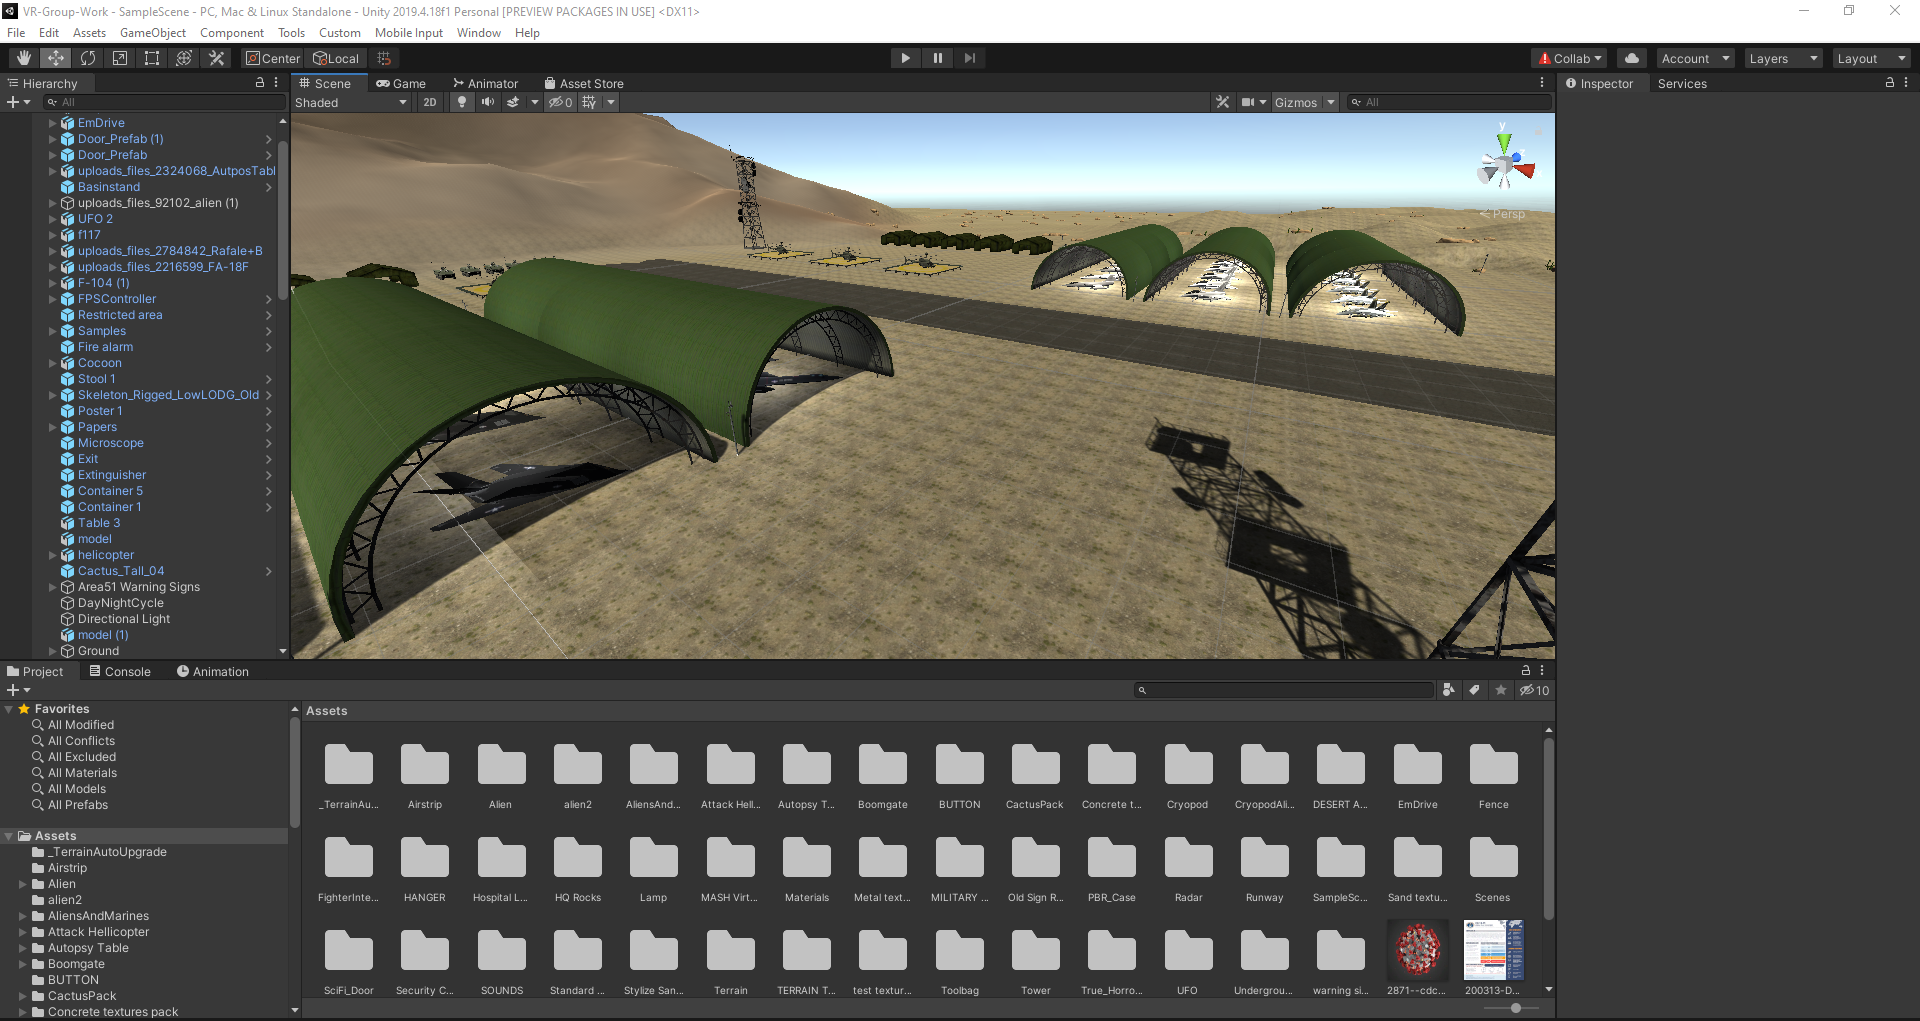 VR-Group-Work - SampleScene - PC, Mac & Linux Standalone - Unity 2019.4.18f1 Personal [PREVIEW PACKAGES IN USE] <DX11>
File Edit Assets GameObject Component Tools Custom Mobile Input Window Help
Center Local Collab Account Layers Layout
Hierarchy Scene Game Animator Asset Store Inspector Services
All Shaded 2D 0 Gizmos All
EmDrive
Door_Prefab (1)
Door_Prefab
uploads_files_2324068_AutposTabl
Basinstand
uploads_files_92102_alien (1)
UFO 2
f117
uploads_files_2784842_Rafale+B
uploads_files_2216599_FA-18F
F-104 (1)
FPSController
Restricted area
Samples
Fire alarm
Cocoon
Stool 1
Skeleton_Rigged_LowLODG_Old
Poster 1
Papers
Microscope
Exit
Extinguisher
Container 5
Container 1
Table 3
model
helicopter
Cactus_Tall_04
Area51 Warning Signs
DayNightCycle
Directional Light
model (1)
Ground
y
< Persp
Project Console Animation
10
Favorites
All Modified
All Conflicts
All Excluded
All Materials
All Models
All Prefabs
Assets
_TerrainAutoUpgrade
Airstrip
Alien
alien2
AliensAndMarines
Attack Hellicopter
Autopsy Table
Boomgate
BUTTON
CactusPack
Concrete textures pack
Assets
_TerrainAu... Airstrip Alien alien2 AliensAnd... Attack Hell... Autopsy T... Boomgate BUTTON CactusPack Concrete t... Cryopod CryopodAli... DESERT A... EmDrive Fence
FighterInte... HANGER Hospital L... HQ Rocks Lamp MASH Virt... Materials Metal text... MILITARY ... Old Sign R... PBR_Case Radar Runway SampleSc... Sand textu... Scenes
SciFi_Door Security C... SOUNDS Standard ... Stylize San... Terrain TERRAIN T... test textur... Toolbag Tower True_Horro... UFO Undergrou... warning si... 2871--cdc... 200313-D...